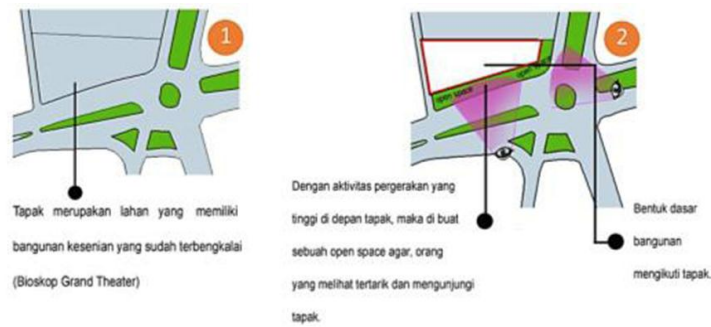 1
Tapak merupakan lahan yang memiliki
bangunan kesenian yang sudah terbengkalai
(Bioskop Grand Theater)
2
open space
open space
Dengan aktivitas pergerakan yang
tinggi di depan tapak, maka di buat
sebuah open space agar, orang
yang melihat tertarik dan mengunjungi
tapak.
Bentuk dasar
bangunan
mengikuti tapak.